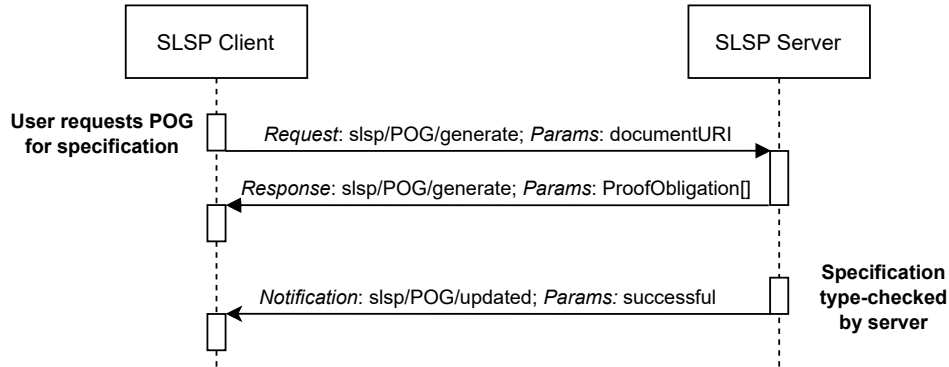 SLSP Client
SLSP Server
User requests POG
for specification
Request: slsp/POG/generate; Params: documentURI
Response: slsp/POG/generate; Params: ProofObligation[]
Specification
type-checked
by server
Notification: slsp/POG/updated; Params: successful